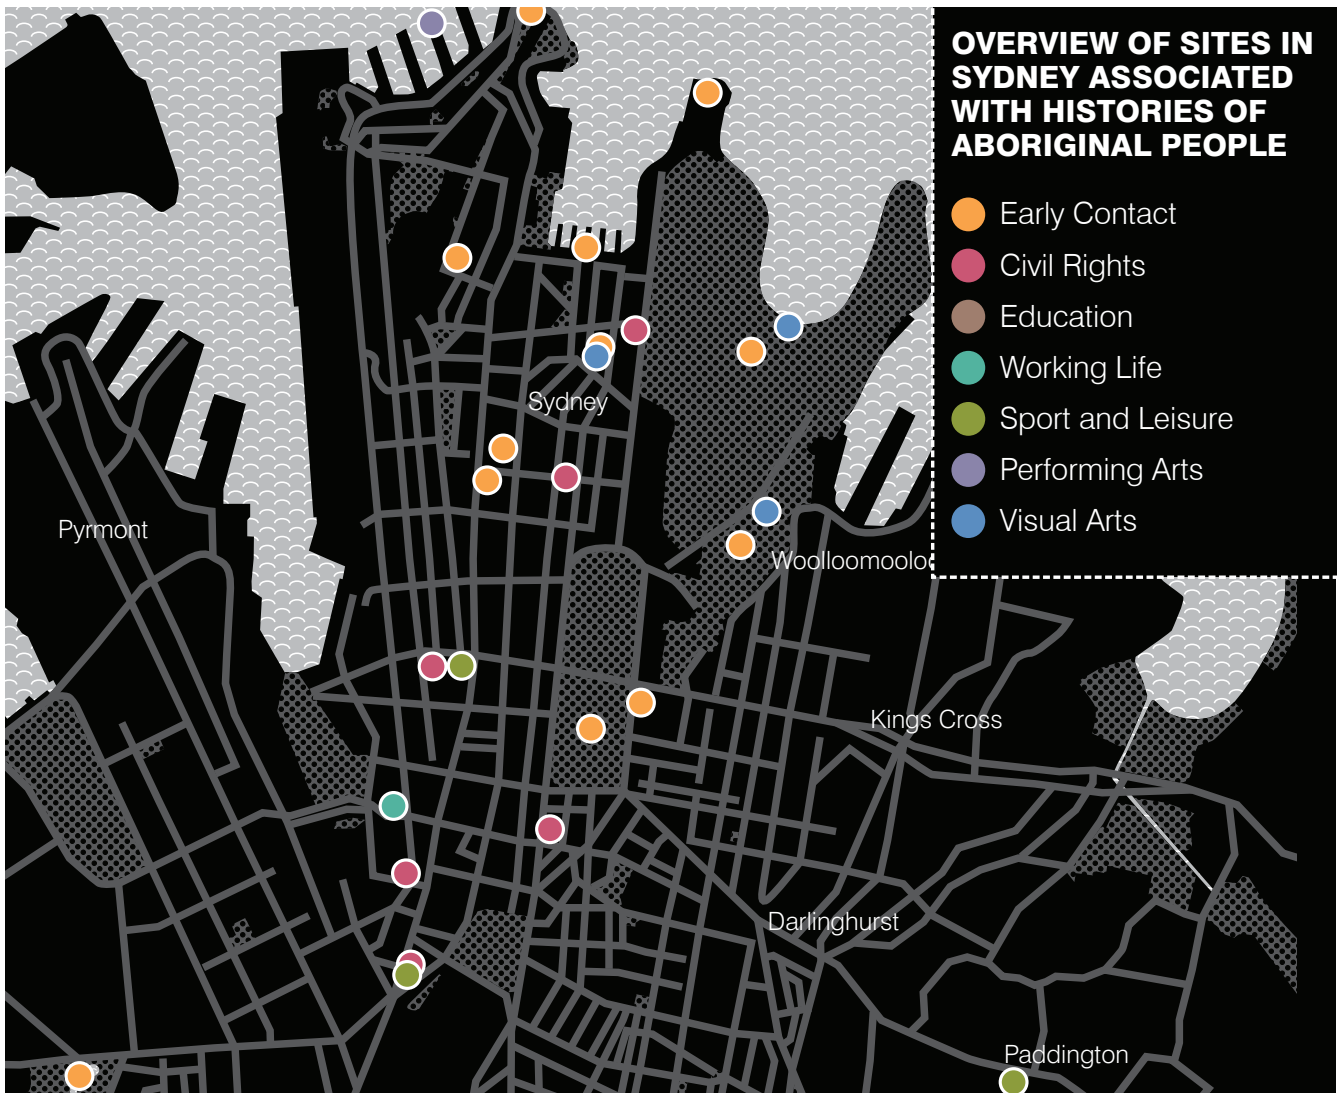 OVERVIEW OF SITES IN
SYDNEY ASSOCIATED
WITH HISTORIES OF
ABORIGINAL PEOPLE
Early Contact
Civil Rights
Education
Working Life
Sport and Leisure
Performing Arts
Visual Arts
Sydney
Pyrmont
Woolloomooloo
Kings Cross
Darlinghurst
Paddington